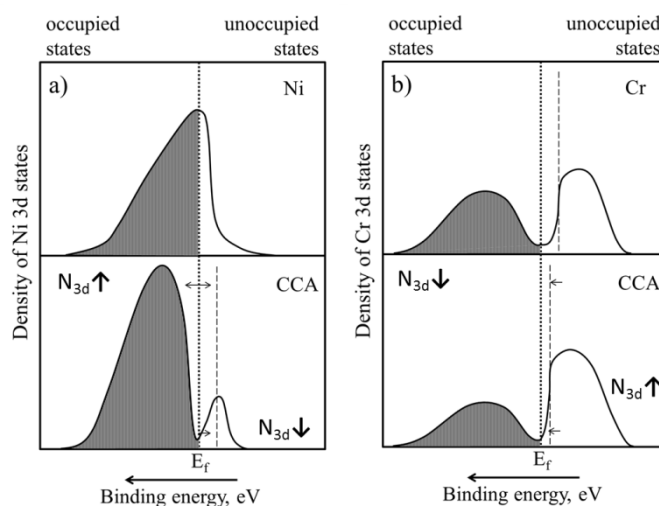 occupied
states
unoccupied
states
a)
Ni
Density of Ni 3d states
N3d↑
CCA
N3d↓
Ef
Binding energy, eV
occupied
states
unoccupied
states
b)
Cr
Density of Cr 3d states
N3d↓
CCA
N3d↑
Ef
Binding energy, eV